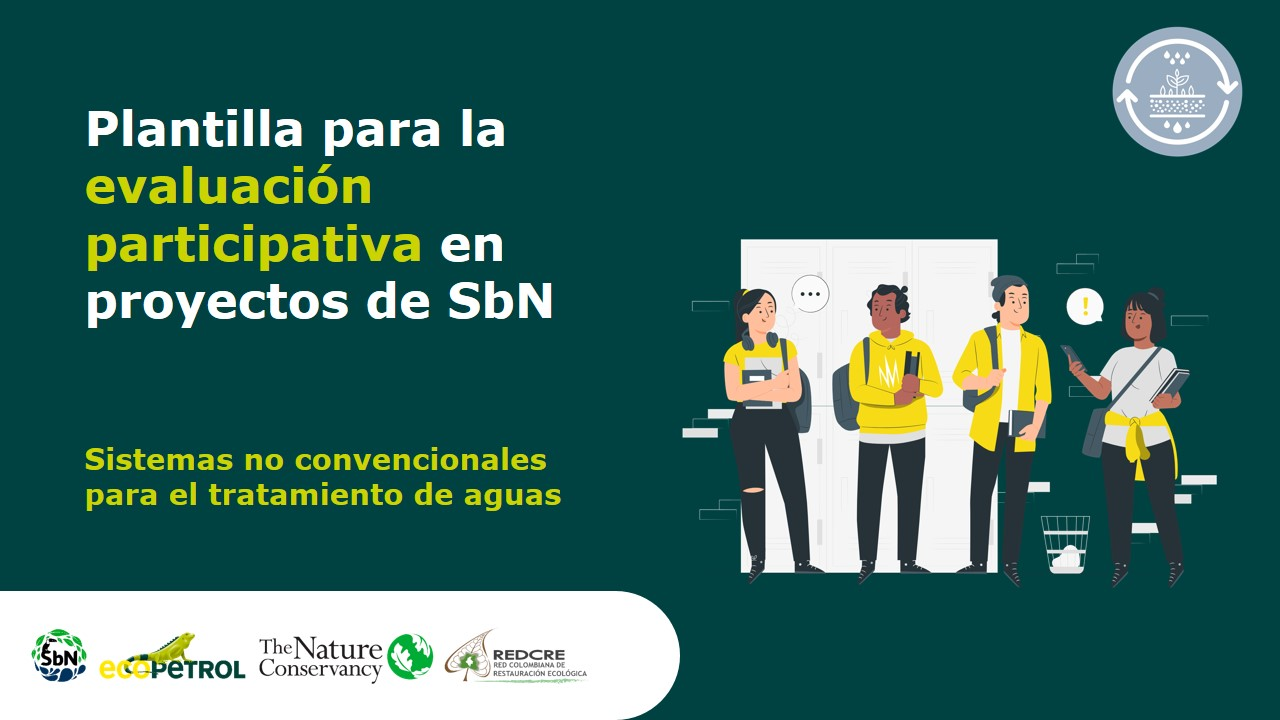 Plantilla para la
evaluación
participativa en
proyectos de SbN
Sistemas no convencionales
para el tratamiento de aguas
SbN
ecopetrol
The Nature
Conservancy
REDCRE
RED COLOMBIANA DE
RESTAURACIÓN ECOLÓGICA